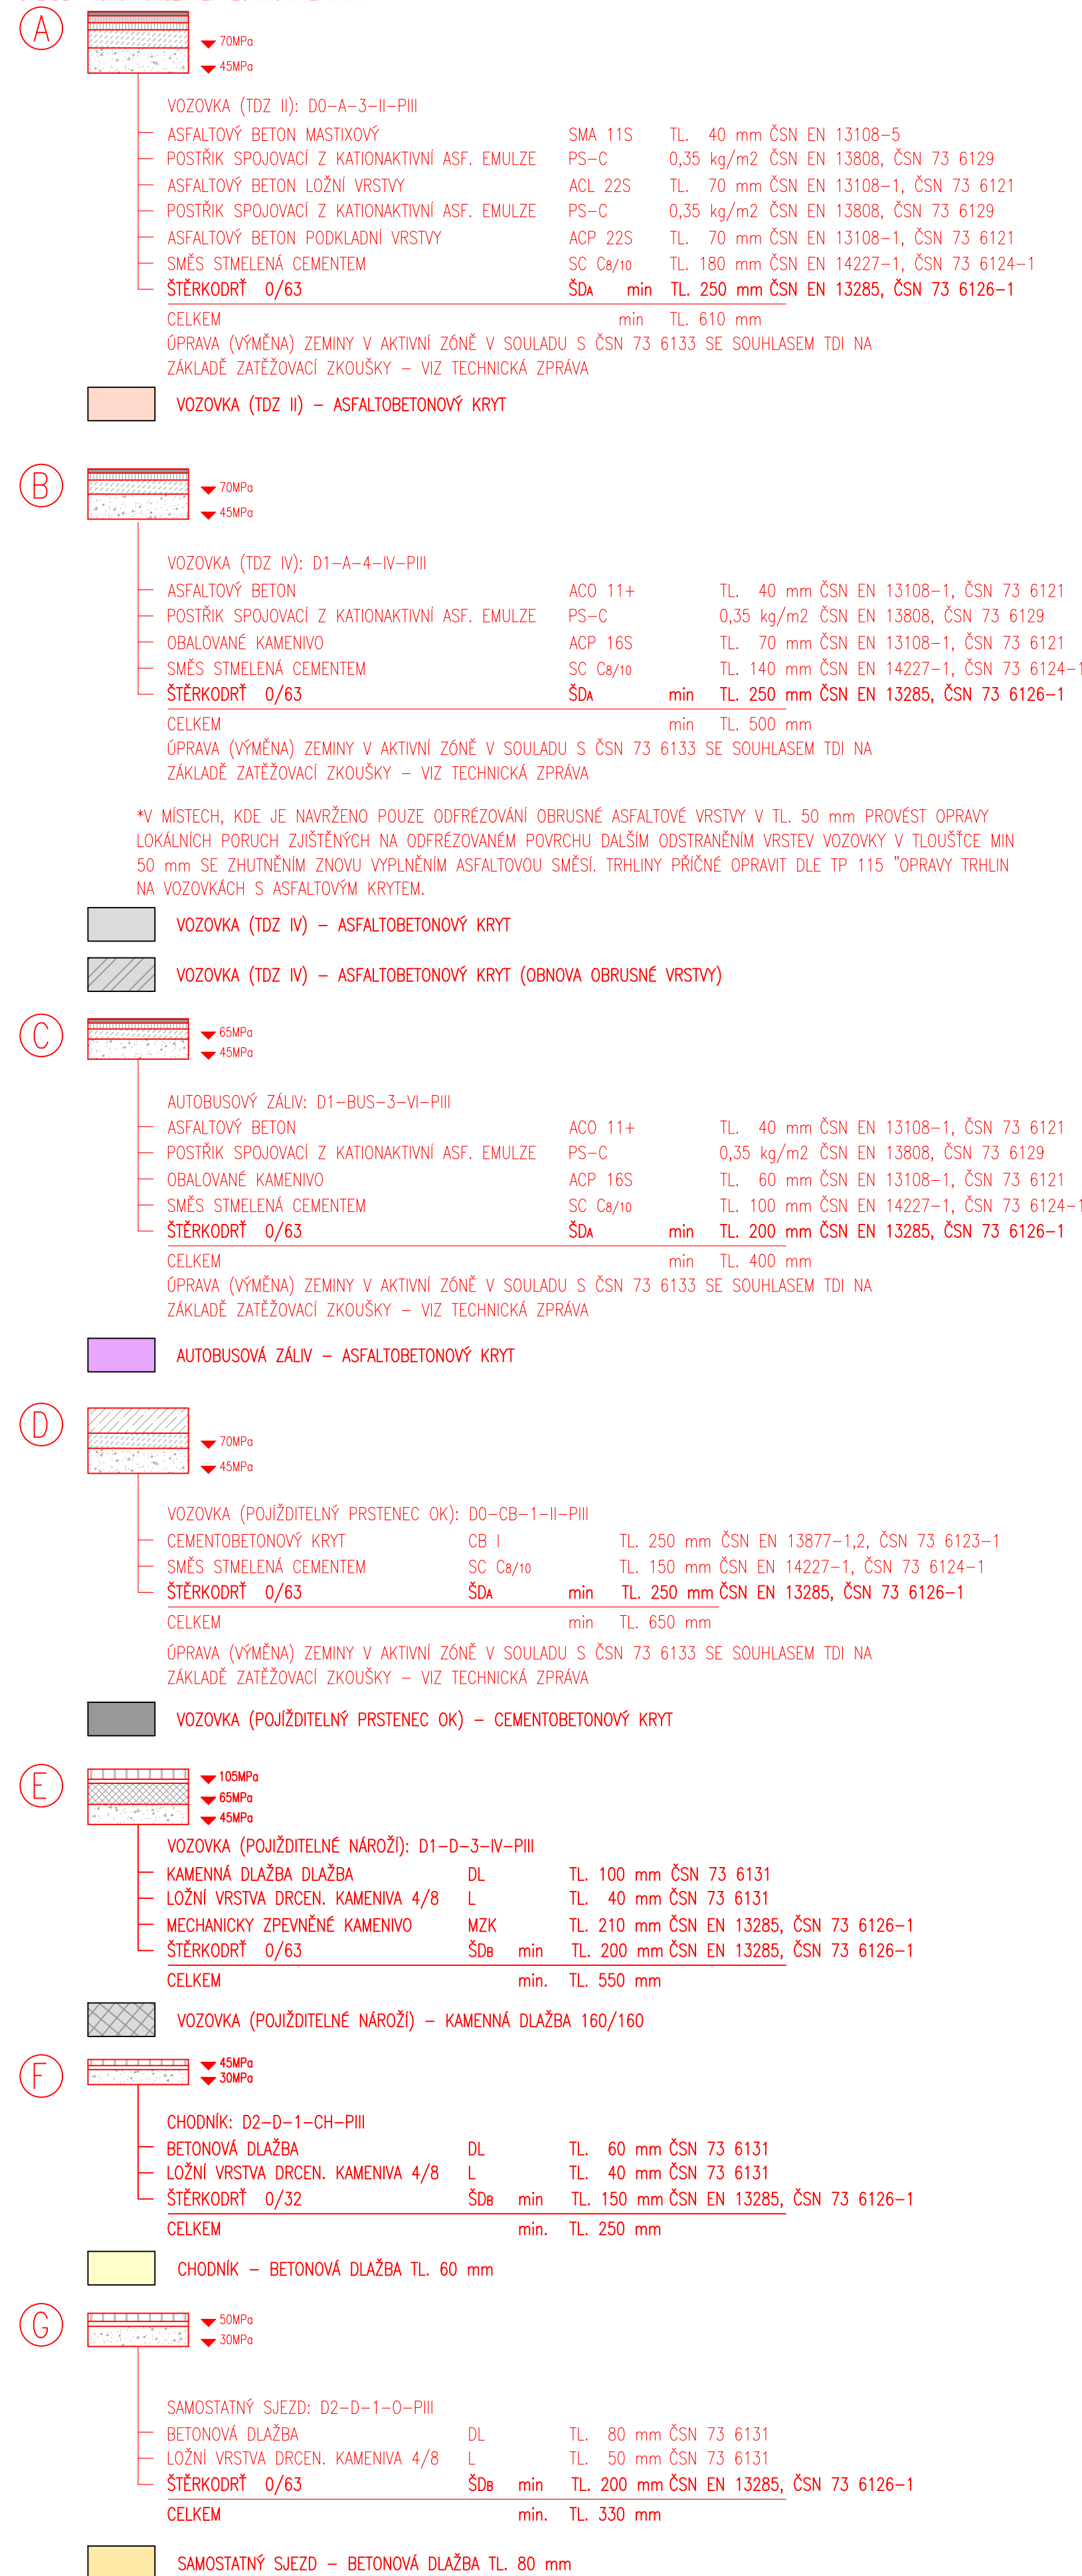 A
70MPa
45MPa
VOZOVKA (TDZ II): D0-A-3-II-PIII
ASFALTOVÝ BETON MASTIXOVÝ SMA 11S TL. 40 mm ČSN EN 13108-5
POSTŘIK SPOJOVACÍ Z KATIONAKTIVNÍ ASF. EMULZE PS-C 0,35 kg/m2 ČSN EN 13808, ČSN 73 6129
ASFALTOVÝ BETON LOŽNÍ VRSTVY ACL 22S TL. 70 mm ČSN EN 13108-1, ČSN 73 6121
POSTŘIK SPOJOVACÍ Z KATIONAKTIVNÍ ASF. EMULZE PS-C 0,35 kg/m2 ČSN EN 13808, ČSN 73 6129
ASFALTOVÝ BETON PODKLADNÍ VRSTVY ACP 22S TL. 70 mm ČSN EN 13108-1, ČSN 73 6121
SMĚS STMELENÁ CEMENTEM SC C8/10 TL. 180 mm ČSN EN 14227-1, ČSN 73 6124-1
ŠTĚRKODRŤ 0/63 ŠDA min TL. 250 mm ČSN EN 13285, ČSN 73 6126-1
CELKEM min TL. 610 mm
ÚPRAVA (VÝMĚNA) ZEMINY V AKTIVNÍ ZÓNĚ V SOULADU S ČSN 73 6133 SE SOUHLASEM TDI NA
ZÁKLADĚ ZATĚŽOVACÍ ZKOUŠKY – VIZ TECHNICKÁ ZPRÁVA
VOZOVKA (TDZ II) – ASFALTOBETONOVÝ KRYT
B
70MPa
45MPa
VOZOVKA (TDZ IV): D1-A-4-IV-PIII
ASFALTOVÝ BETON ACO 11+ TL. 40 mm ČSN EN 13108-1, ČSN 73 6121
POSTŘIK SPOJOVACÍ Z KATIONAKTIVNÍ ASF. EMULZE PS-C 0,35 kg/m2 ČSN EN 13808, ČSN 73 6129
OBALOVANÉ KAMENIVO ACP 16S TL. 70 mm ČSN EN 13108-1, ČSN 73 6121
SMĚS STMELENÁ CEMENTEM SC C8/10 TL. 140 mm ČSN EN 14227-1, ČSN 73 6124-1
ŠTĚRKODRŤ 0/63 ŠDA min TL. 250 mm ČSN EN 13285, ČSN 73 6126-1
CELKEM min TL. 500 mm
ÚPRAVA (VÝMĚNA) ZEMINY V AKTIVNÍ ZÓNĚ V SOULADU S ČSN 73 6133 SE SOUHLASEM TDI NA
ZÁKLADĚ ZATĚŽOVACÍ ZKOUŠKY – VIZ TECHNICKÁ ZPRÁVA
*V MÍSTECH, KDE JE NAVRŽENO POUZE ODFRÉZOVÁNÍ OBRUSNÉ ASFALTOVÉ VRSTVY V TL. 50 mm PROVÉST OPRAVY
LOKÁLNÍCH PORUCH ZJIŠTĚNÝCH NA ODFRÉZOVANÉM POVRCHU DALŠÍM ODSTRANĚNÍM VRSTEV VOZOVKY V TLOUŠŤCE MIN
50 mm SE ZHUTNĚNÍM ZNOVU VYPLNĚNÍM ASFALTOVOU SMĚSÍ. TRHLINY PŘÍČNÉ OPRAVIT DLE TP 115 "OPRAVY TRHLIN
NA VOZOVKÁCH S ASFALTOVÝM KRYTEM.
VOZOVKA (TDZ IV) – ASFALTOBETONOVÝ KRYT
VOZOVKA (TDZ IV) – ASFALTOBETONOVÝ KRYT (OBNOVA OBRUSNÉ VRSTVY)
C
65MPa
45MPa
AUTOBUSOVÝ ZÁLIV: D1-BUS-3-VI-PIII
ASFALTOVÝ BETON ACO 11+ TL. 40 mm ČSN EN 13108-1, ČSN 73 6121
POSTŘIK SPOJOVACÍ Z KATIONAKTIVNÍ ASF. EMULZE PS-C 0,35 kg/m2 ČSN EN 13808, ČSN 73 6129
OBALOVANÉ KAMENIVO ACP 16S TL. 60 mm ČSN EN 13108-1, ČSN 73 6121
SMĚS STMELENÁ CEMENTEM SC C8/10 TL. 100 mm ČSN EN 14227-1, ČSN 73 6124-1
ŠTĚRKODRŤ 0/63 ŠDA min TL. 200 mm ČSN EN 13285, ČSN 73 6126-1
CELKEM min TL. 400 mm
ÚPRAVA (VÝMĚNA) ZEMINY V AKTIVNÍ ZÓNĚ V SOULADU S ČSN 73 6133 SE SOUHLASEM TDI NA
ZÁKLADĚ ZATĚŽOVACÍ ZKOUŠKY – VIZ TECHNICKÁ ZPRÁVA
AUTOBUSOVÁ ZÁLIV – ASFALTOBETONOVÝ KRYT
D
70MPa
45MPa
VOZOVKA (POJÍŽDITELNÝ PRSTENEC OK): D0-CB-1-II-PIII
CEMENTOBETONOVÝ KRYT CB I TL. 250 mm ČSN EN 13877-1,2, ČSN 73 6123-1
SMĚS STMELENÁ CEMENTEM SC C8/10 TL. 150 mm ČSN EN 14227-1, ČSN 73 6124-1
ŠTĚRKODRŤ 0/63 ŠDA min TL. 250 mm ČSN EN 13285, ČSN 73 6126-1
CELKEM min TL. 650 mm
ÚPRAVA (VÝMĚNA) ZEMINY V AKTIVNÍ ZÓNĚ V SOULADU S ČSN 73 6133 SE SOUHLASEM TDI NA
ZÁKLADĚ ZATĚŽOVACÍ ZKOUŠKY – VIZ TECHNICKÁ ZPRÁVA
VOZOVKA (POJÍŽDITELNÝ PRSTENEC OK) – CEMENTOBETONOVÝ KRYT
E
105MPa
65MPa
45MPa
VOZOVKA (POJIŽDITELNÉ NÁROŽÍ): D1-D-3-IV-PIII
KAMENNÁ DLAŽBA DLAŽBA DL TL. 100 mm ČSN 73 6131
LOŽNÍ VRSTVA DRCEN. KAMENIVA 4/8 L TL. 40 mm ČSN 73 6131
MECHANICKY ZPEVNĚNÉ KAMENIVO MZK TL. 210 mm ČSN EN 13285, ČSN 73 6126-1
ŠTĚRKODRŤ 0/63 ŠDB min TL. 200 mm ČSN EN 13285, ČSN 73 6126-1
CELKEM min. TL. 550 mm
VOZOVKA (POJIŽDITELNÉ NÁROŽÍ) – KAMENNÁ DLAŽBA 160/160
F
45MPa
30MPa
CHODNÍK: D2-D-1-CH-PIII
BETONOVÁ DLAŽBA DL TL. 60 mm ČSN 73 6131
LOŽNÍ VRSTVA DRCEN. KAMENIVA 4/8 L TL. 40 mm ČSN 73 6131
ŠTĚRKODRŤ 0/32 ŠDB min TL. 150 mm ČSN EN 13285, ČSN 73 6126-1
CELKEM min. TL. 250 mm
CHODNÍK – BETONOVÁ DLAŽBA TL. 60 mm
G
50MPa
30MPa
SAMOSTATNÝ SJEZD: D2-D-1-O-PIII
BETONOVÁ DLAŽBA DL TL. 80 mm ČSN 73 6131
LOŽNÍ VRSTVA DRCEN. KAMENIVA 4/8 L TL. 50 mm ČSN 73 6131
ŠTĚRKODRŤ 0/63 ŠDB min TL. 200 mm ČSN EN 13285, ČSN 73 6126-1
CELKEM min. TL. 330 mm
SAMOSTATNÝ SJEZD – BETONOVÁ DLAŽBA TL. 80 mm